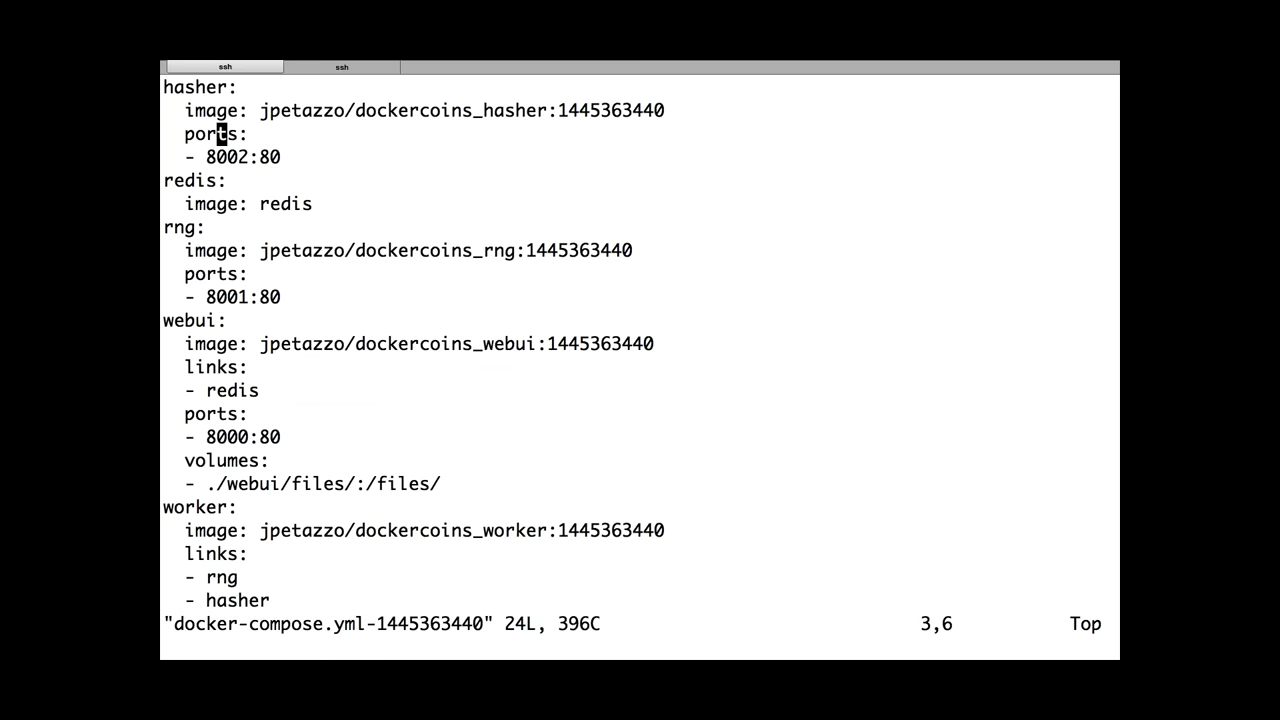 ssh ssh
hasher:
  image: jpetazzo/dockercoins_hasher:1445363440
  ports:
  - 8002:80
redis:
  image: redis
rng:
  image: jpetazzo/dockercoins_rng:1445363440
  ports:
  - 8001:80
webui:
  image: jpetazzo/dockercoins_webui:1445363440
  links:
  - redis
  ports:
  - 8000:80
  volumes:
  - ./webui/files/:/files/
worker:
  image: jpetazzo/dockercoins_worker:1445363440
  links:
  - rng
  - hasher
"docker-compose.yml-1445363440" 24L, 396C 3,6 Top